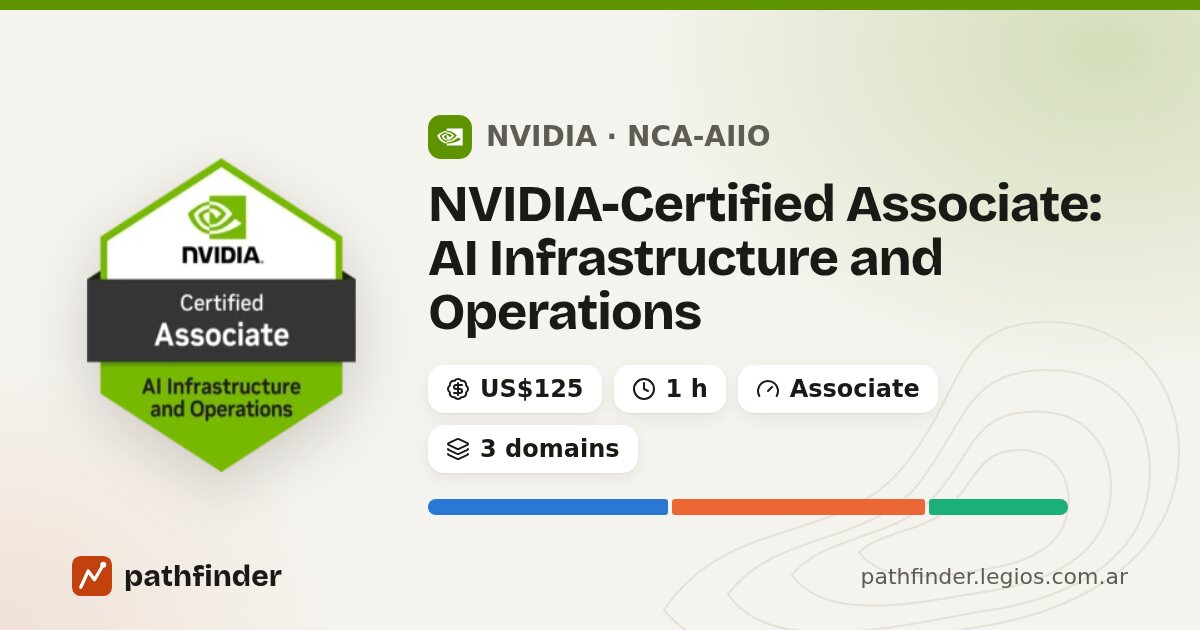 NVIDIA · NCA-AIIO
NVIDIA-Certified Associate:
AI Infrastructure and
Operations
US$125
1 h
Associate
3 domains
NVIDIA.
Certified
Associate
AI Infrastructure
and Operations
pathfinder
pathfinder.legios.com.ar